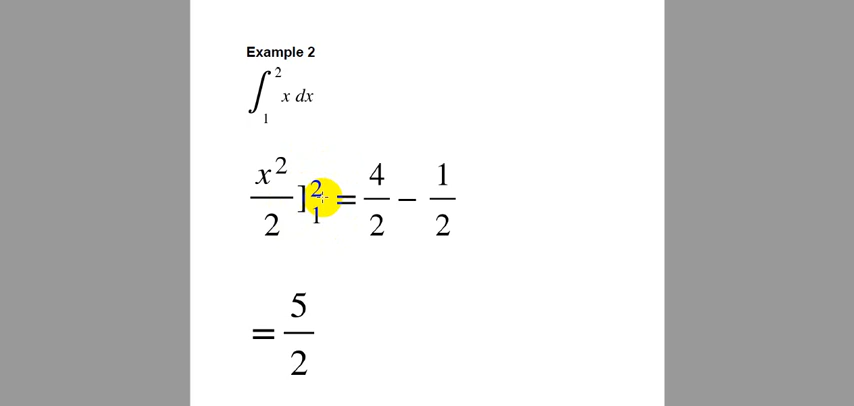 Example 2
∫₁² x dx
x²/2 ]₁² = 4/2 − 1/2
= 5/2